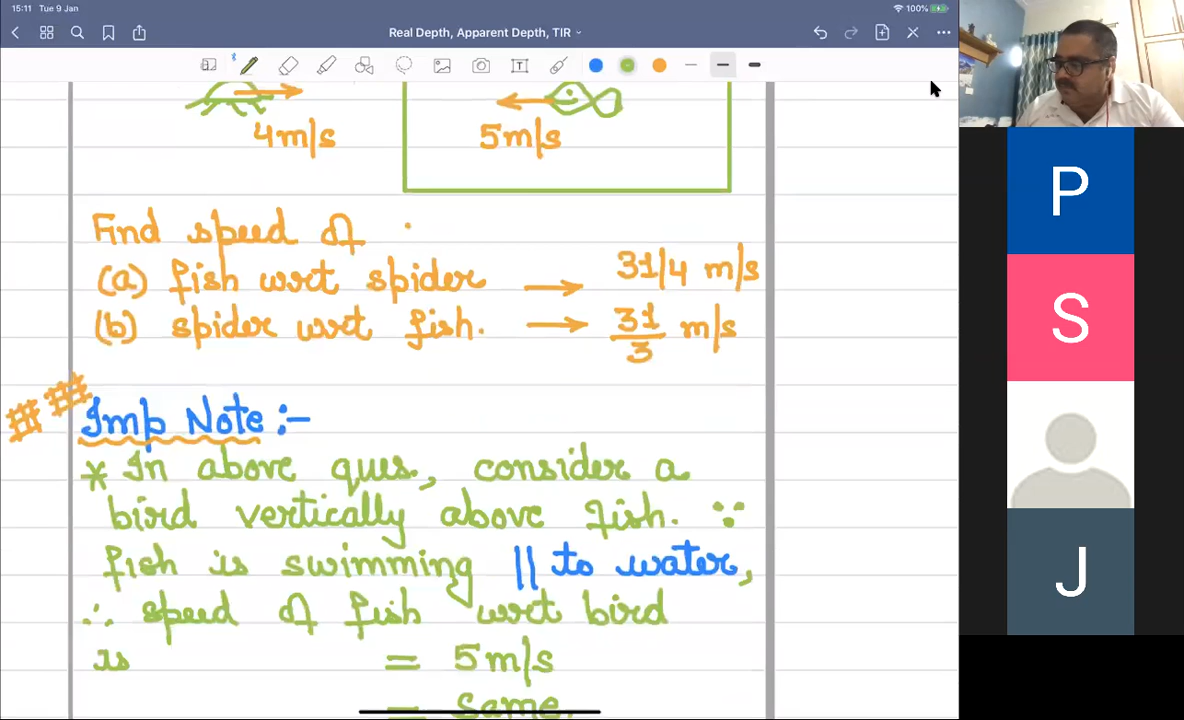 15:11 Tue 9 Jan
100%
Real Depth, Apparent Depth, TIR
T
4m/s
5m/s
Find speed of
(a) fish wrt spider → 31/4 m/s
(b) spider wrt fish. → 31/3 m/s
## Imp Note :-
* In above ques, consider a
bird vertically above fish. ∵
fish is swimming || to water,
∴ speed of fish wrt bird
is = 5m/s
= same.
P
S
J